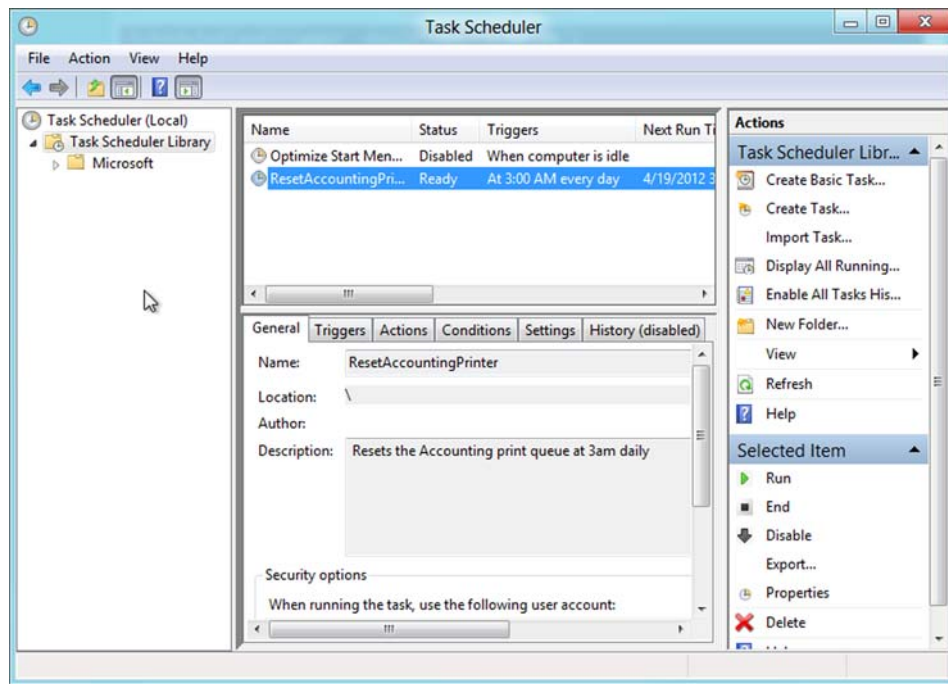 Task Scheduler
File Action View Help
Task Scheduler (Local)
Task Scheduler Library
Microsoft
Name Status Triggers Next Run Ti
Optimize Start Men... Disabled When computer is idle
ResetAccountingPri... Ready At 3:00 AM every day 4/19/2012 3
General Triggers Actions Conditions Settings History (disabled)
Name: ResetAccountingPrinter
Location: \
Author:
Description: Resets the Accounting print queue at 3am daily
Security options
When running the task, use the following user account:
Actions
Task Scheduler Libr...
Create Basic Task...
Create Task...
Import Task...
Display All Running...
Enable All Tasks His...
New Folder...
View
Refresh
Help
Selected Item
Run
End
Disable
Export...
Properties
Delete